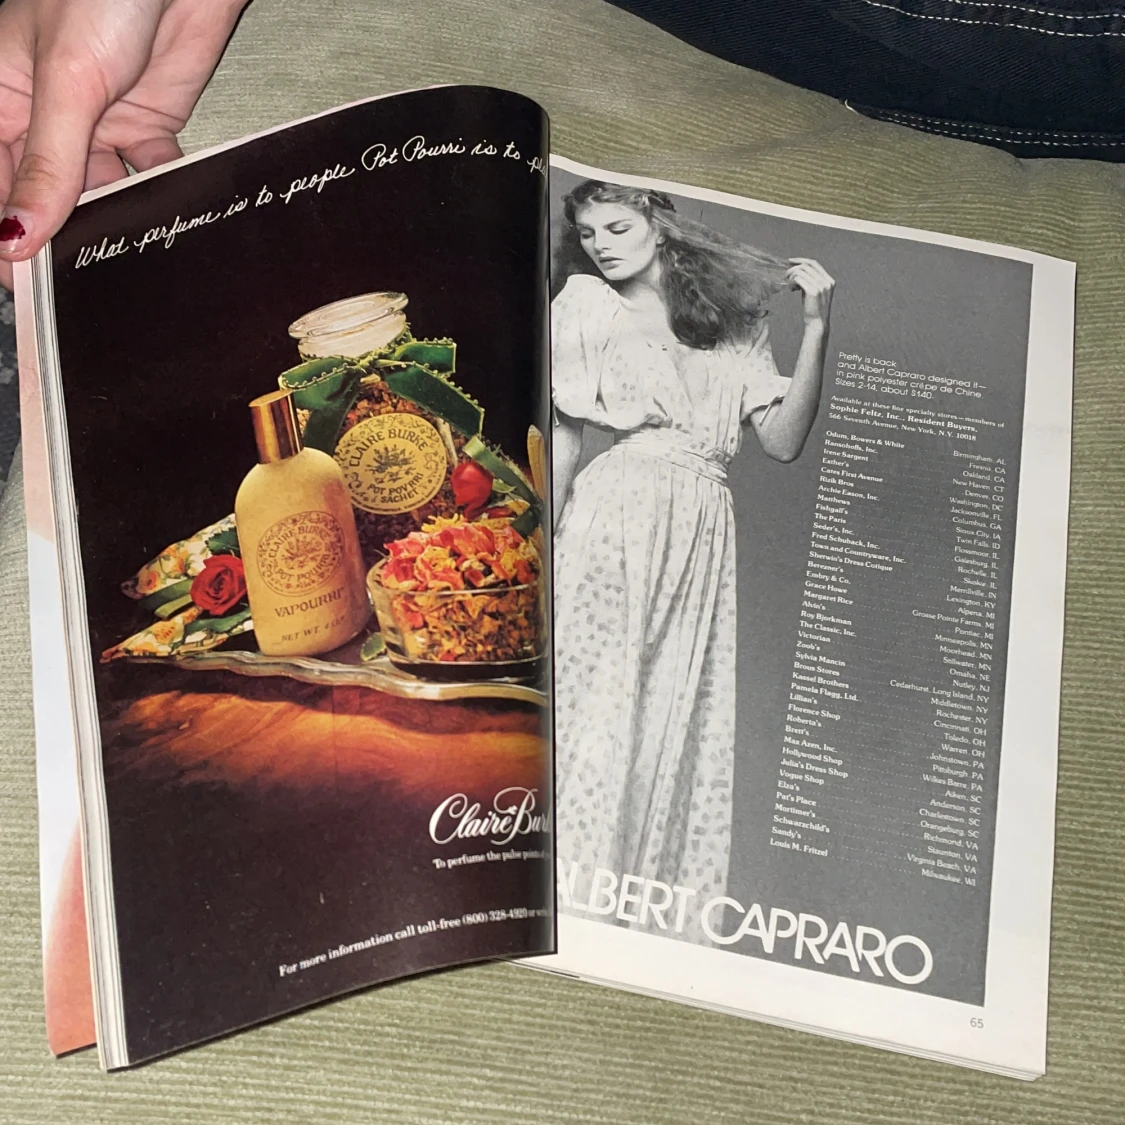 What perfume is to people Pot Pourri is to
CLAIRE BURKE
POT POURRI
SACHET
CLAIRE BURKE
POT POURRI
VAPOURRI
NET WT. 4
Claire Bur
To perfume the pulse points
For more information call toll-free (800) 328-4920 or
Pretty is back
and Albert Capraro designed it—
in pink polyester crêpe de Chine
Sizes 2-14, about $140.
Available at these fine specialty stores—members of
Sophie Feltz, Inc., Resident Buyers,
566 Seventh Avenue, New York, N.Y. 10018
Odum, Bowers & White Birmingham, AL
Ransohoffs, Inc. Fresno, CA
Irene Sargent Oakland, CA
Esther's New Haven, CT
Cates First Avenue Denver, CO
Rizik Bros Washington, DC
Archie Eason, Inc. Jacksonville, FL
Matthews Columbus, GA
Fishgall's Sioux City, IA
The Paris Twin Falls, ID
Seder's, Inc. Flossmoor, IL
Fred Schuback, Inc. Galesburg, IL
Town and Countryware, Inc. Rochelle, IL
Sherwin's Dress Cotique Skokie, IL
Berezner's Merrillville, IN
Embry & Co. Lexington, KY
Grace Howe Alpena, MI
Margaret Rice Grosse Pointe Farms, MI
Alvin's Pontiac, MI
Roy Bjorkman Minneapolis, MN
The Classic, Inc. Moorhead, MN
Victorian Stillwater, MN
Zoob's Omaha, NE
Sylvia Mancin Nutley, NJ
Brous Stores Cedarhurst, Long Island, NY
Kassel Brothers Middletown, NY
Pamela Flagg, Ltd. Rochester, NY
Lillian's Cincinnati, OH
Florence Shop Toledo, OH
Roberta's Warren, OH
Brett's Johnstown, PA
Max Azen, Inc. Pittsburgh, PA
Hollywood Shop Wilkes Barre, PA
Julia's Dress Shop Aiken, SC
Vogue Shop Anderson, SC
Elza's Charlestown, SC
Pat's Place Orangeburg, SC
Mortimer's Richmond, VA
Schwarzchild's Staunton, VA
Sandy's Virginia Beach, VA
Louis M. Fritzel Milwaukee, WI
ALBERT CAPRARO
65